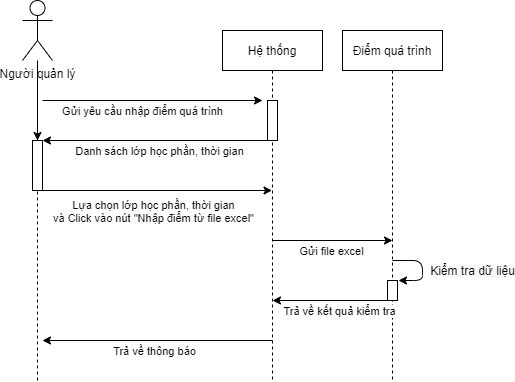 Hệ thống
Điểm quá trình
Người quản lý
Gửi yêu cầu nhập điểm quá trình
Danh sách lớp học phần, thời gian
Lựa chọn lớp học phần, thời gian
và Click vào nút "Nhập điểm từ file excel"
Gửi file excel
Kiểm tra dữ liệu
Trả về kết quả kiểm tra
Trả về thông báo